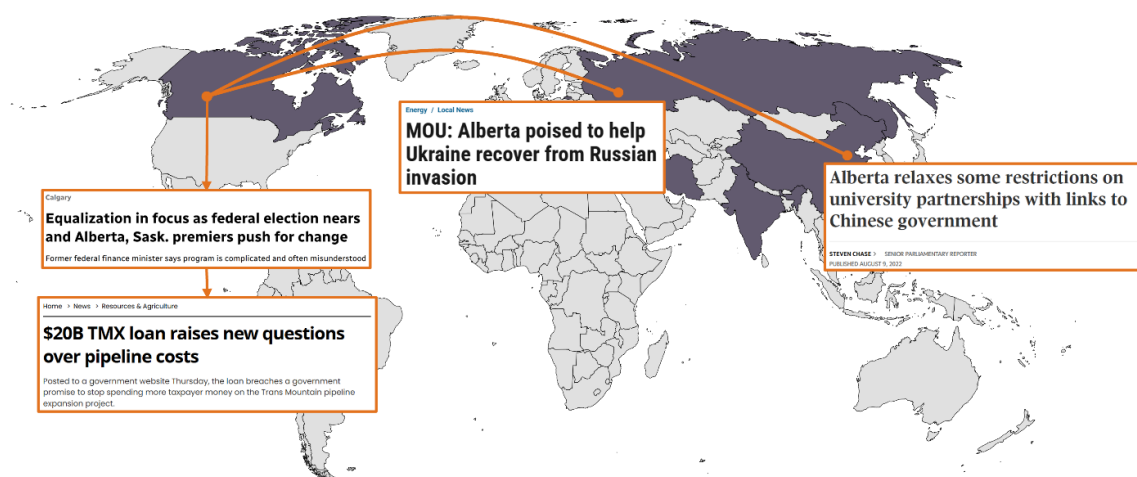 Energy / Local News
MOU: Alberta poised to help
Ukraine recover from Russian
invasion
Alberta relaxes some restrictions on
university partnerships with links to
Chinese government
STEVEN CHASE > SENIOR PARLIAMENTARY REPORTER
PUBLISHED AUGUST 9, 2022
Calgary
Equalization in focus as federal election nears
and Alberta, Sask. premiers push for change
Former federal finance minister says program is complicated and often misunderstood
Home > News > Resources & Agriculture
$20B TMX loan raises new questions
over pipeline costs
Posted to a government website Thursday, the loan breaches a government
promise to stop spending more taxpayer money on the Trans Mountain pipeline
expansion project.